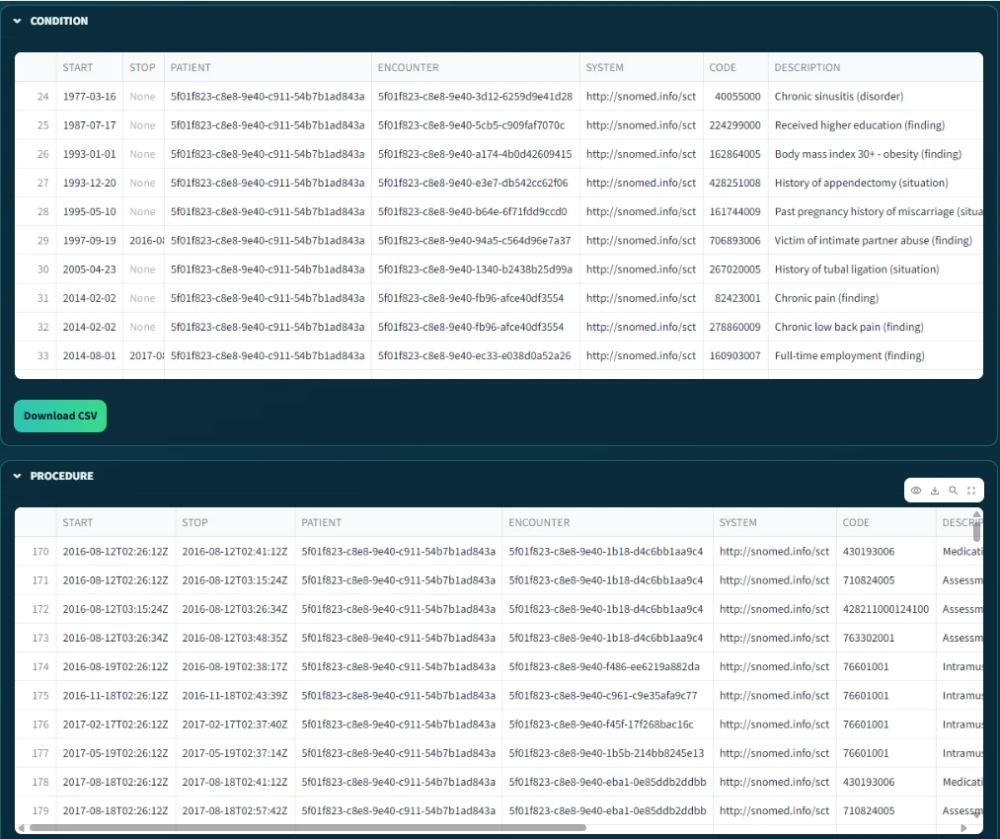 CONDITION
START STOP PATIENT ENCOUNTER SYSTEM CODE DESCRIPTION
24 1977-03-16 None 5f01f823-c8e8-9e40-c911-54b7b1ad843a 5f01f823-c8e8-9e40-3d12-6259d9e41d28 http://snomed.info/sct 40055000 Chronic sinusitis (disorder)
25 1987-07-17 None 5f01f823-c8e8-9e40-c911-54b7b1ad843a 5f01f823-c8e8-9e40-5cb5-c909faf7070c http://snomed.info/sct 224299000 Received higher education (finding)
26 1993-01-01 None 5f01f823-c8e8-9e40-c911-54b7b1ad843a 5f01f823-c8e8-9e40-a174-4b0d42609415 http://snomed.info/sct 162864005 Body mass index 30+ - obesity (finding)
27 1993-12-20 None 5f01f823-c8e8-9e40-c911-54b7b1ad843a 5f01f823-c8e8-9e40-e3e7-db542cc62f06 http://snomed.info/sct 428251008 History of appendectomy (situation)
28 1995-05-10 None 5f01f823-c8e8-9e40-c911-54b7b1ad843a 5f01f823-c8e8-9e40-b64e-6f71fdd9ccd0 http://snomed.info/sct 161744009 Past pregnancy history of miscarriage (situa
29 1997-09-19 2016-08 5f01f823-c8e8-9e40-c911-54b7b1ad843a 5f01f823-c8e8-9e40-94a5-c564d96e7a37 http://snomed.info/sct 706893006 Victim of intimate partner abuse (finding)
30 2005-04-23 None 5f01f823-c8e8-9e40-c911-54b7b1ad843a 5f01f823-c8e8-9e40-1340-b2438b25d99a http://snomed.info/sct 267020005 History of tubal ligation (situation)
31 2014-02-02 None 5f01f823-c8e8-9e40-c911-54b7b1ad843a 5f01f823-c8e8-9e40-fb96-afce40df3554 http://snomed.info/sct 82423001 Chronic pain (finding)
32 2014-02-02 None 5f01f823-c8e8-9e40-c911-54b7b1ad843a 5f01f823-c8e8-9e40-fb96-afce40df3554 http://snomed.info/sct 278860009 Chronic low back pain (finding)
33 2014-08-01 2017-08 5f01f823-c8e8-9e40-c911-54b7b1ad843a 5f01f823-c8e8-9e40-ec33-e038d0a52a26 http://snomed.info/sct 160903007 Full-time employment (finding)
Download CSV
PROCEDURE
START STOP PATIENT ENCOUNTER SYSTEM CODE DESCRIP
170 2016-08-12T02:26:12Z 2016-08-12T02:41:12Z 5f01f823-c8e8-9e40-c911-54b7b1ad843a 5f01f823-c8e8-9e40-1b18-d4c6bb1aa9c4 http://snomed.info/sct 430193006 Medicati
171 2016-08-12T02:26:12Z 2016-08-12T03:15:24Z 5f01f823-c8e8-9e40-c911-54b7b1ad843a 5f01f823-c8e8-9e40-1b18-d4c6bb1aa9c4 http://snomed.info/sct 710824005 Assessm
172 2016-08-12T03:15:24Z 2016-08-12T03:26:34Z 5f01f823-c8e8-9e40-c911-54b7b1ad843a 5f01f823-c8e8-9e40-1b18-d4c6bb1aa9c4 http://snomed.info/sct 428211000124100 Assessm
173 2016-08-12T03:26:34Z 2016-08-12T03:48:35Z 5f01f823-c8e8-9e40-c911-54b7b1ad843a 5f01f823-c8e8-9e40-1b18-d4c6bb1aa9c4 http://snomed.info/sct 763302001 Assessm
174 2016-08-19T02:26:12Z 2016-08-19T02:38:17Z 5f01f823-c8e8-9e40-c911-54b7b1ad843a 5f01f823-c8e8-9e40-f486-ee6219a882da http://snomed.info/sct 76601001 Intramus
175 2016-11-18T02:26:12Z 2016-11-18T02:43:39Z 5f01f823-c8e8-9e40-c911-54b7b1ad843a 5f01f823-c8e8-9e40-c961-c9e35afa9c77 http://snomed.info/sct 76601001 Intramus
176 2017-02-17T02:26:12Z 2017-02-17T02:37:40Z 5f01f823-c8e8-9e40-c911-54b7b1ad843a 5f01f823-c8e8-9e40-f45f-17f268bac16c http://snomed.info/sct 76601001 Intramus
177 2017-05-19T02:26:12Z 2017-05-19T02:37:14Z 5f01f823-c8e8-9e40-c911-54b7b1ad843a 5f01f823-c8e8-9e40-1b5b-214bb8245e13 http://snomed.info/sct 76601001 Intramus
178 2017-08-18T02:26:12Z 2017-08-18T02:41:12Z 5f01f823-c8e8-9e40-c911-54b7b1ad843a 5f01f823-c8e8-9e40-eba1-0e85ddb2ddbb http://snomed.info/sct 430193006 Medicati
179 2017-08-18T02:26:12Z 2017-08-18T02:57:42Z 5f01f823-c8e8-9e40-c911-54b7b1ad843a 5f01f823-c8e8-9e40-eba1-0e85ddb2ddbb http://snomed.info/sct 710824005 Assessm